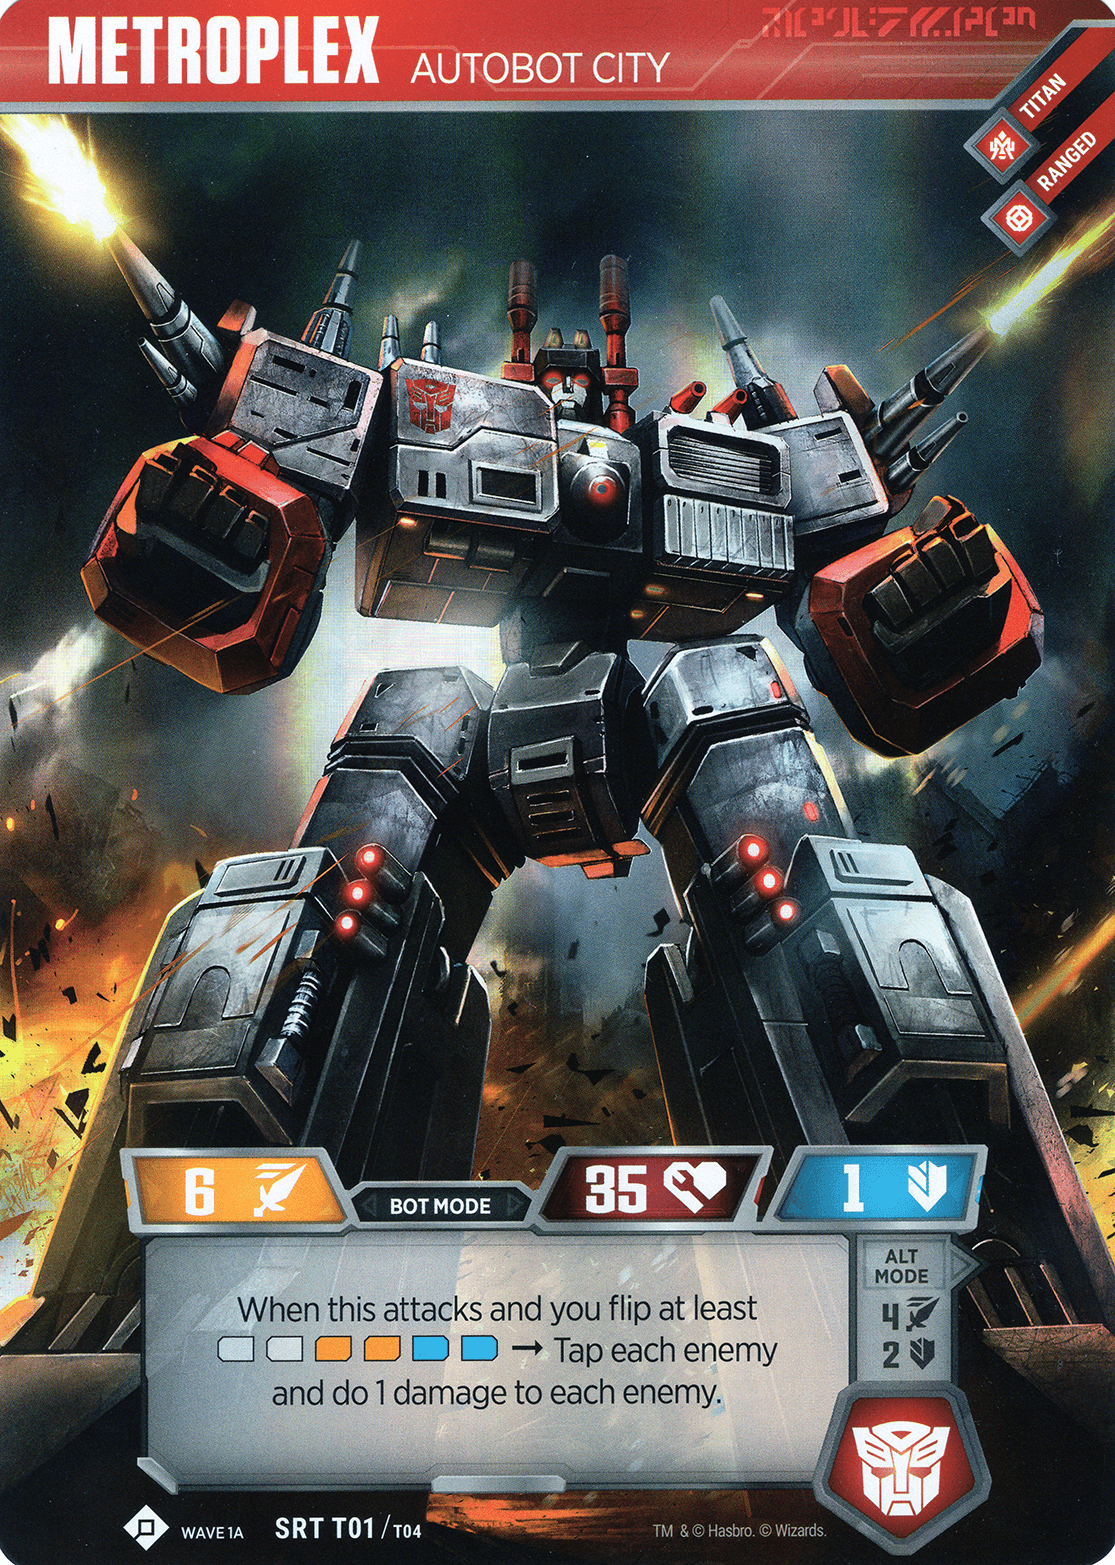 METROPLEX AUTOBOT CITY
TITAN
RANGED
6
BOT MODE
35
1
When this attacks and you flip at least
→ Tap each enemy
and do 1 damage to each enemy.
ALT
MODE
4
2
WAVE 1A SRT T01/T04
TM & © Hasbro. © Wizards.